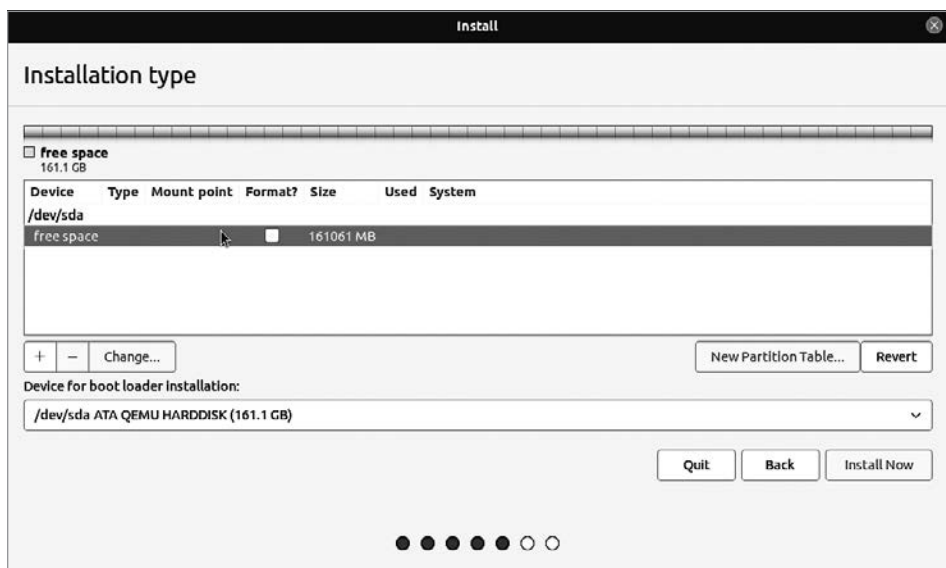 Install
Installation type
free space
161.1 GB
Device Type Mount point Format? Size Used System
/dev/sda
free space 161061 MB
+ − Change... New Partition Table... Revert
Device for boot loader installation:
/dev/sda ATA QEMU HARDDISK (161.1 GB)
Quit Back Install Now